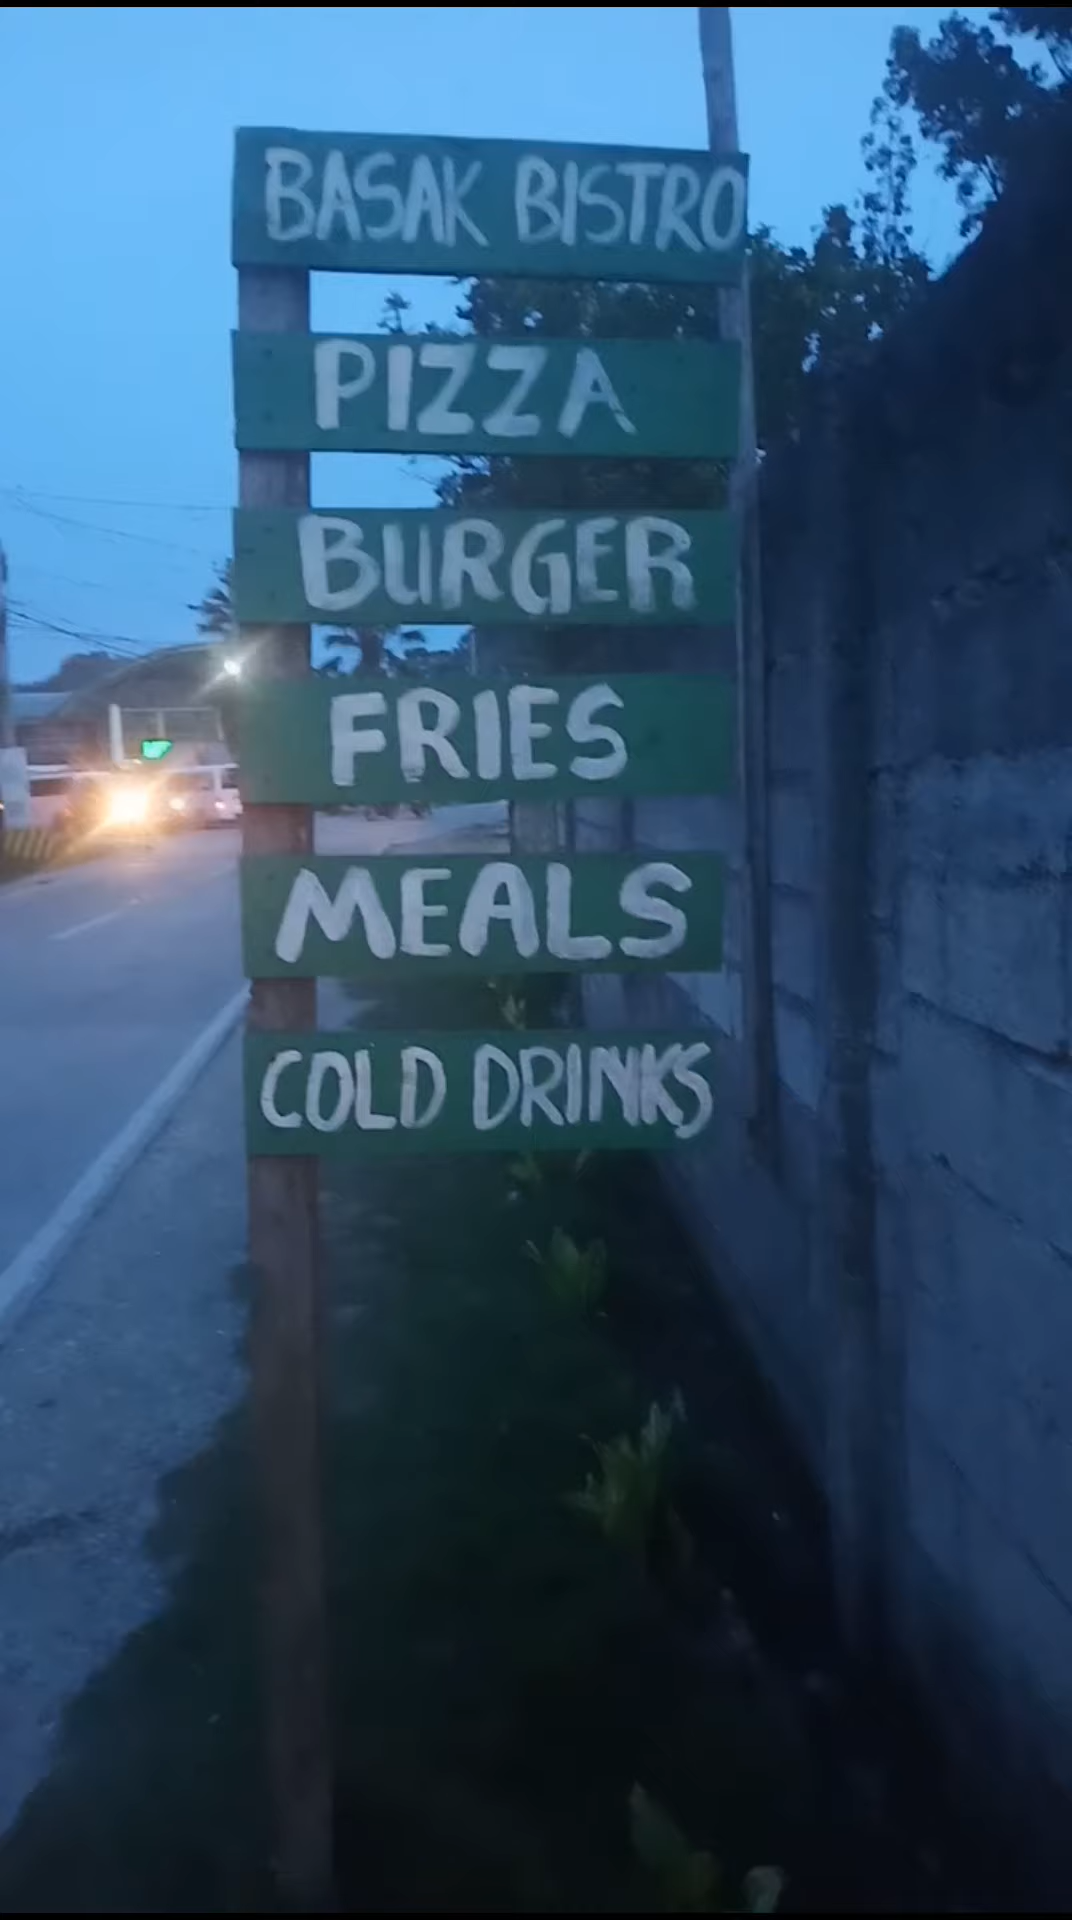 BASAK BISTRO
PIZZA
BURGER
FRIES
MEALS
COLD DRINKS